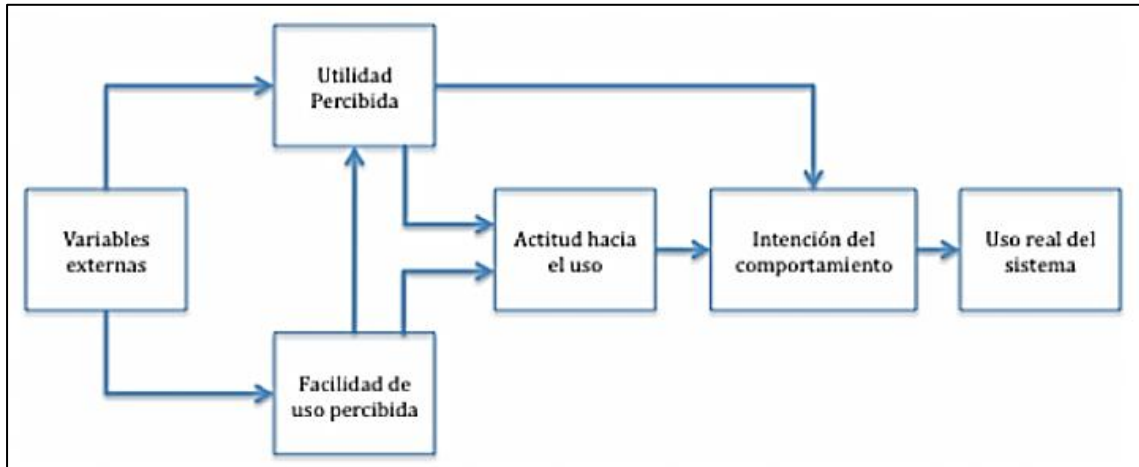 Utilidad
Percibida
Variables
externas
Actitud hacia
el uso
Intención del
comportamiento
Uso real del
sistema
Facilidad de
uso percibida